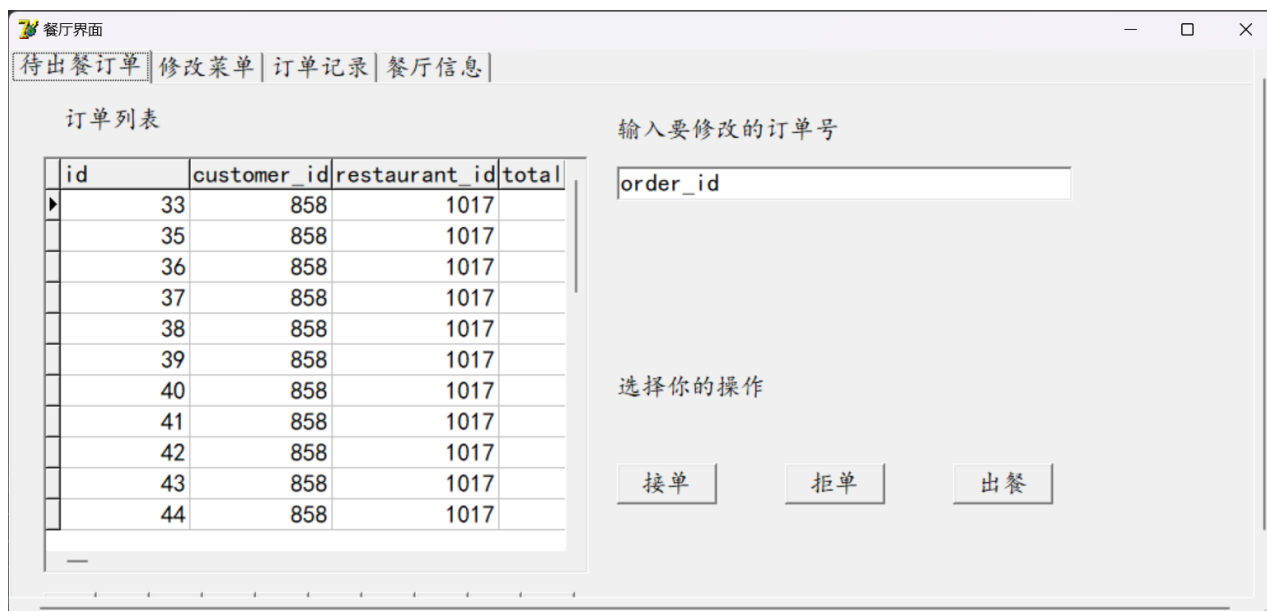 餐厅界面
待出餐订单 修改菜单 订单记录 餐厅信息
订单列表
id customer_id restaurant_id total
33 858 1017
35 858 1017
36 858 1017
37 858 1017
38 858 1017
39 858 1017
40 858 1017
41 858 1017
42 858 1017
43 858 1017
44 858 1017
输入要修改的订单号
order_id
选择你的操作
接单 拒单 出餐